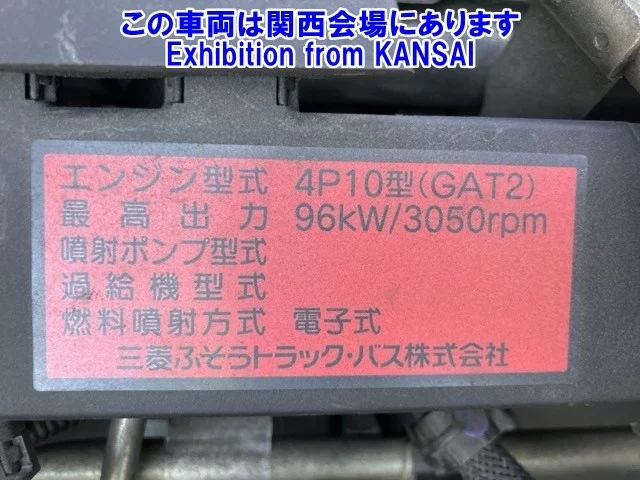 この車両は関西会場にあります
Exhibition from KANSAI
エンジン型式 4P10型(GAT2)
最高出力 96kW/3050rpm
噴射ポンプ型式
過給機型式
燃料噴射方式 電子式
三菱ふそうトラック・バス株式会社